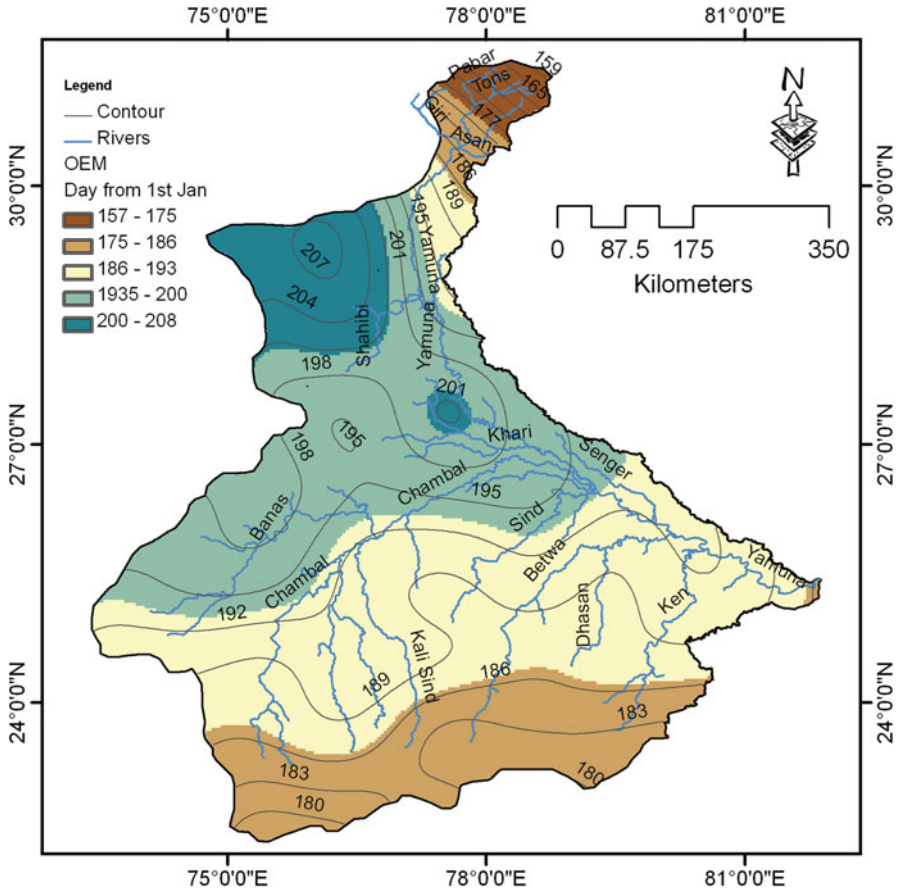 75°0'0"E 78°0'0"E 81°0'0"E
Legend
Contour
Rivers
OEM
Day from 1st Jan
157 - 175
175 - 186
186 - 193
1935 - 200
200 - 208
N
0 87.5 175 350
Kilometers
30°0'0"N
27°0'0"N
24°0'0"N
30°0'0"N
27°0'0"N
24°0'0"N
Pabar
159
Tons
165
177
Giri
Asan
186
189
195
Yamuna
201
207
204
Shahibi
Yamuna
198
201
195
198
Khari
Senger
Chambal
195
Banas
Sind
Betwa
Yamuna
Chambal
192
Dhasan
Ken
Kali Sind
189
186
183
183
180
180
75°0'0"E 78°0'0"E 81°0'0"E